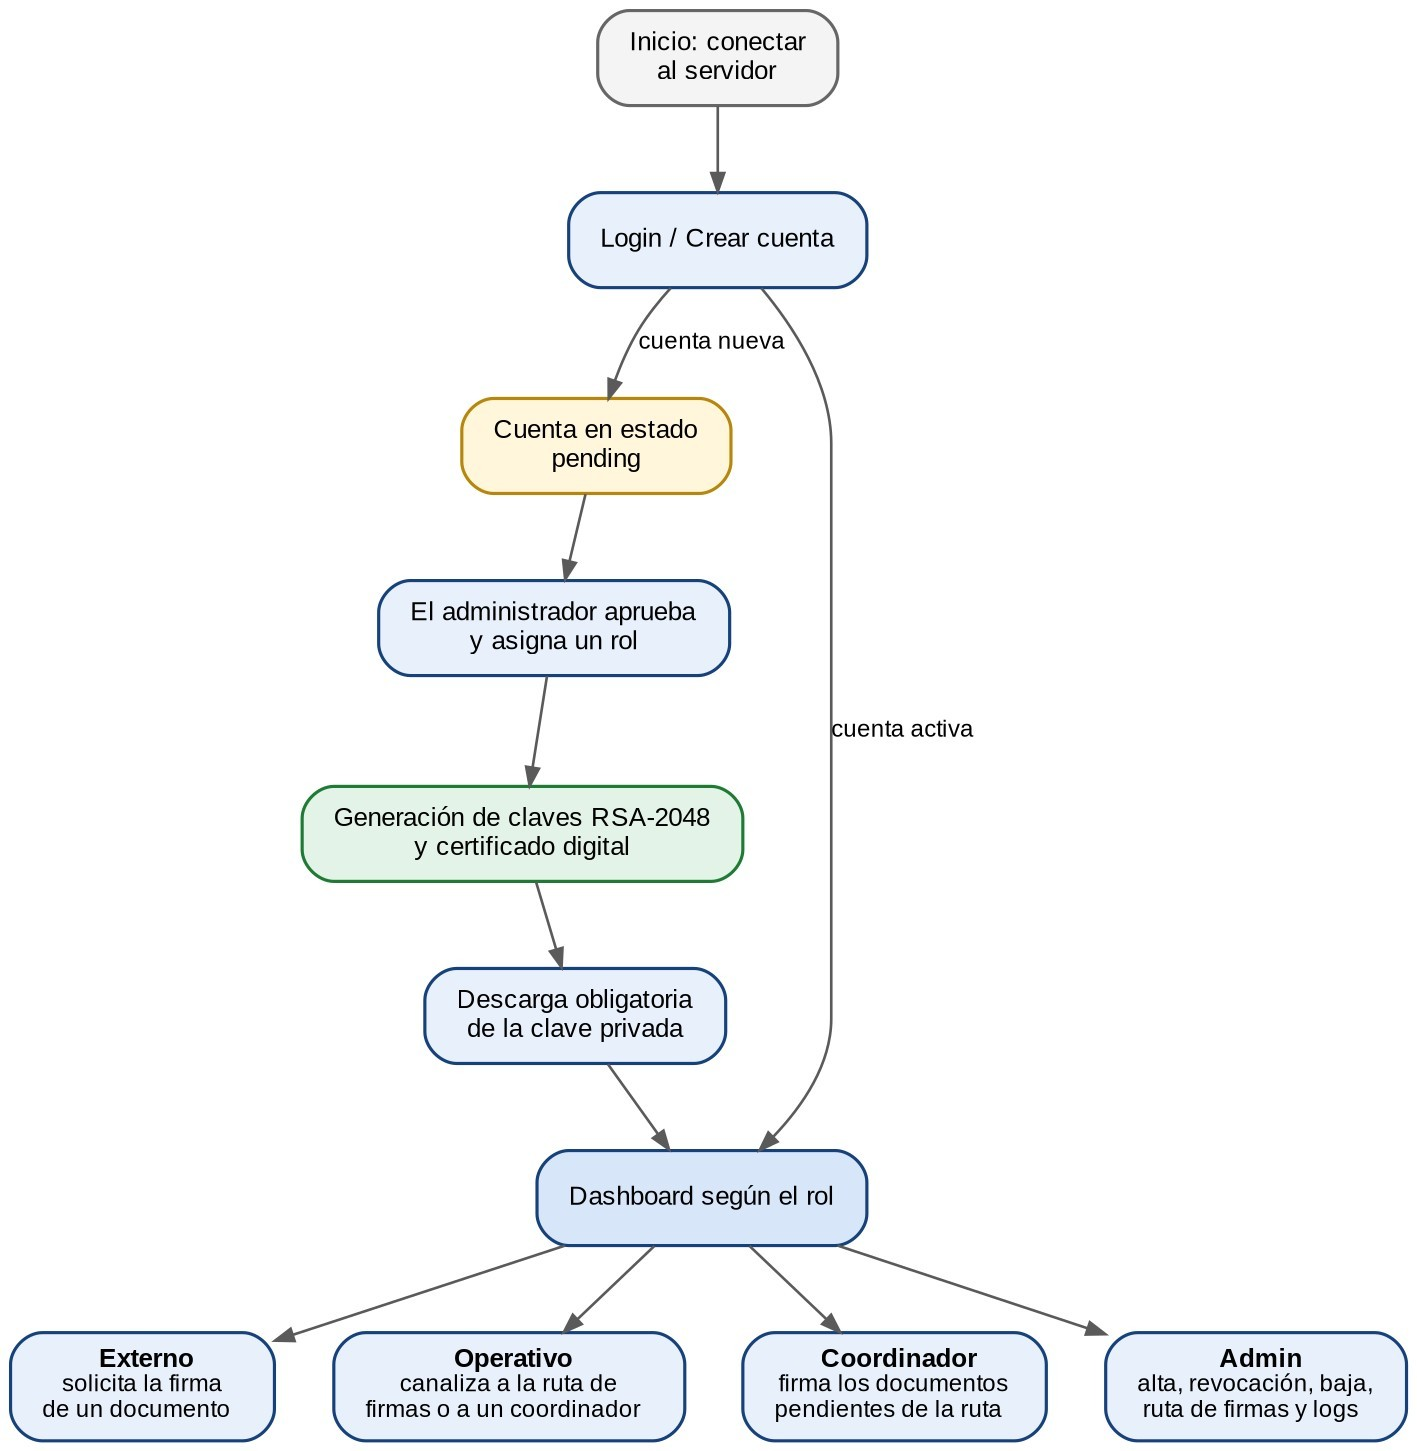 Inicio: conectar
al servidor
Login / Crear cuenta
cuenta nueva
Cuenta en estado
pending
El administrador aprueba
y asigna un rol
cuenta activa
Generación de claves RSA-2048
y certificado digital
Descarga obligatoria
de la clave privada
Dashboard según el rol
Externo
solicita la firma
de un documento
Operativo
canaliza a la ruta de
firmas o a un coordinador
Coordinador
firma los documentos
pendientes de la ruta
Admin
alta, revocación, baja,
ruta de firmas y logs